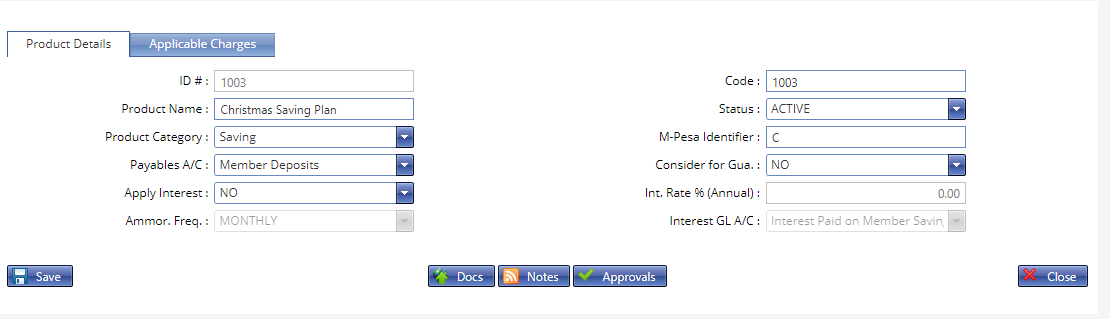 Product Details Applicable Charges
ID # : 1003 Code : 1003
Product Name : Christmas Saving Plan Status : ACTIVE
Product Category : Saving M-Pesa Identifier : C
Payables A/C : Member Deposits Consider for Gua. : NO
Apply Interest : NO Int. Rate % (Annual) : 0.00
Ammor. Freq. : MONTHLY Interest GL A/C : Interest Paid on Member Savin
Save Docs Notes Approvals Close